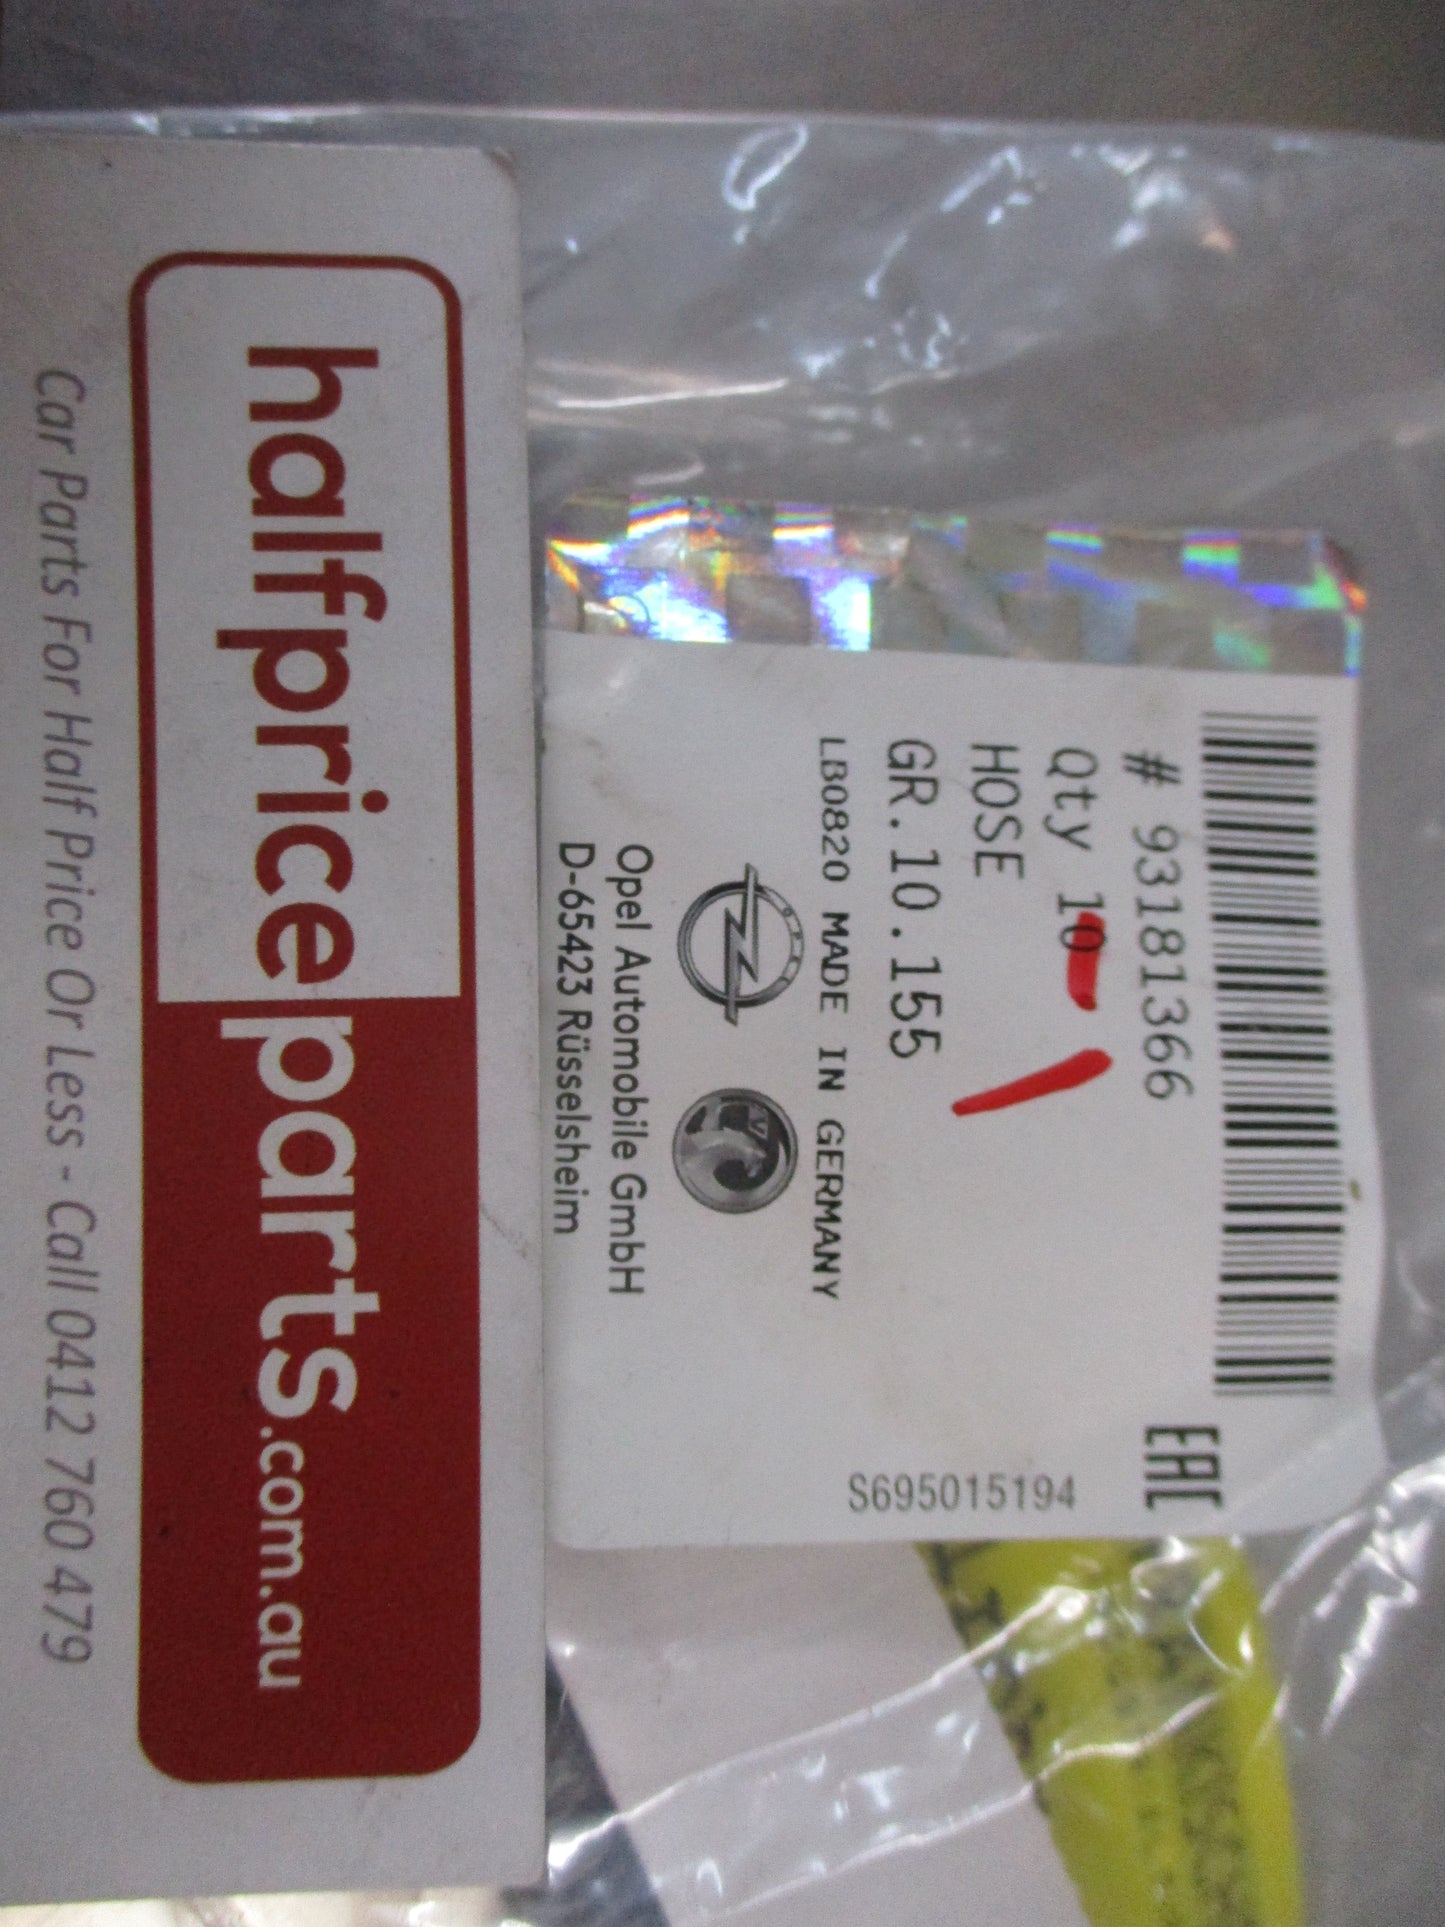 # 93181366
Qty 10
HOSE
GR.10.155
LB0820 MADE IN GERMANY
OPEL
Opel Automobile GmbH
D-65423 Rüsselsheim
EAC
S695015194
halfpriceparts.com.au
Car Parts For Half Price Or Less - Call 0412 760 479